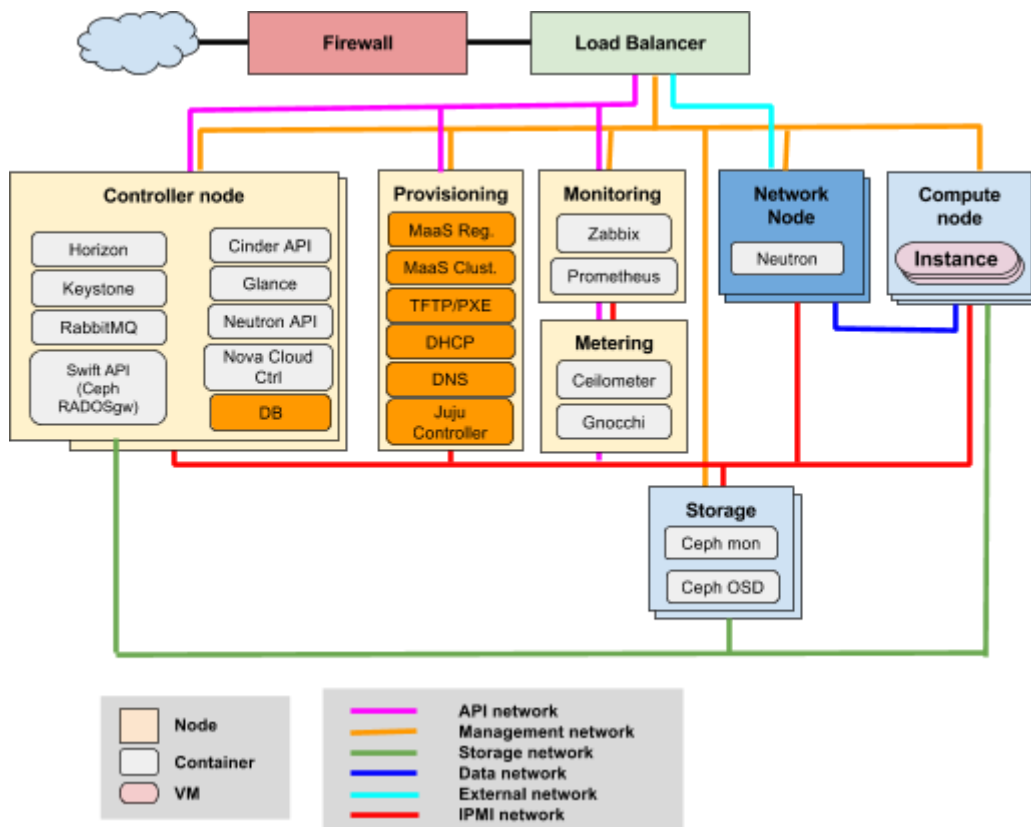 Firewall
Load Balancer
Controller node
Horizon
Keystone
RabbitMQ
Swift API
(Ceph
RADOSgw)
Cinder API
Glance
Neutron API
Nova Cloud
Ctrl
DB
Provisioning
MaaS Reg.
MaaS Clust.
TFTP/PXE
DHCP
DNS
Juju
Controller
Monitoring
Zabbix
Prometheus
Metering
Ceilometer
Gnocchi
Network
Node
Neutron
Compute
node
Instance
Storage
Ceph mon
Ceph OSD
Node
Container
VM
API network
Management network
Storage network
Data network
External network
IPMI network